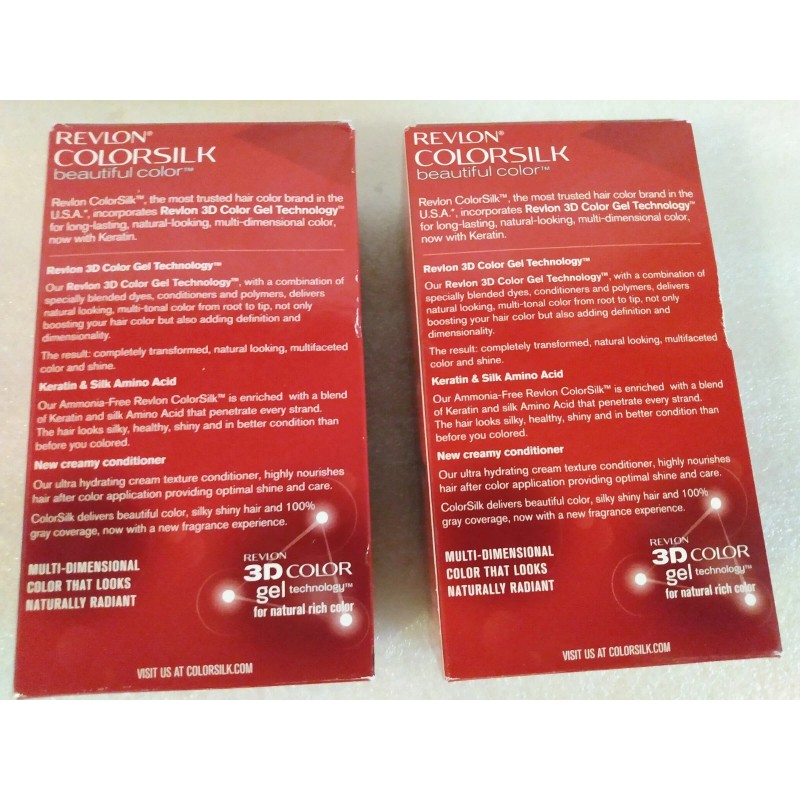 REVLON®
COLORSILK
beautiful color™
Revlon ColorSilk™, the most trusted hair color brand in the
U.S.A.*, incorporates Revlon 3D Color Gel Technology™
for long-lasting, natural-looking, multi-dimensional color,
now with Keratin.
Revlon 3D Color Gel Technology™
Our Revlon 3D Color Gel Technology™, with a combination of
specially blended dyes, conditioners and polymers, delivers
natural looking, multi-tonal color from root to tip, not only
boosting your hair color but also adding definition and
dimensionality.
The result: completely transformed, natural looking, multifaceted
color and shine.
Keratin & Silk Amino Acid
Our Ammonia-Free Revlon ColorSilk™ is enriched with a blend
of Keratin and silk Amino Acid that penetrate every strand.
The hair looks silky, healthy, shiny and in better condition than
before you colored.
New creamy conditioner
Our ultra hydrating cream texture conditioner, highly nourishes
hair after color application providing optimal shine and care.
ColorSilk delivers beautiful color, silky shiny hair and 100%
gray coverage, now with a new fragrance experience.
MULTI-DIMENSIONAL
COLOR THAT LOOKS
NATURALLY RADIANT
REVLON
3D COLOR
gel technology™
for natural rich color
VISIT US AT COLORSILK.COM
REVLON®
COLORSILK
beautiful color™
Revlon ColorSilk™, the most trusted hair color brand in the
U.S.A.*, incorporates Revlon 3D Color Gel Technology™
for long-lasting, natural-looking, multi-dimensional color,
now with Keratin.
Revlon 3D Color Gel Technology™
Our Revlon 3D Color Gel Technology™, with a combination of
specially blended dyes, conditioners and polymers, delivers
natural looking, multi-tonal color from root to tip, not only
boosting your hair color but also adding definition and
dimensionality.
The result: completely transformed, natural looking, multifaceted
color and shine.
Keratin & Silk Amino Acid
Our Ammonia-Free Revlon ColorSilk™ is enriched with a blend
of Keratin and silk Amino Acid that penetrate every strand.
The hair looks silky, healthy, shiny and in better condition than
before you colored.
New creamy conditioner
Our ultra hydrating cream texture conditioner, highly nourishes
hair after color application providing optimal shine and care.
ColorSilk delivers beautiful color, silky shiny hair and 100%
gray coverage, now with a new fragrance experience.
MULTI-DIMENSIONAL
COLOR THAT LOOKS
NATURALLY RADIANT
REVLON
3D COLOR
gel technology™
for natural rich color
VISIT US AT COLORSILK.COM